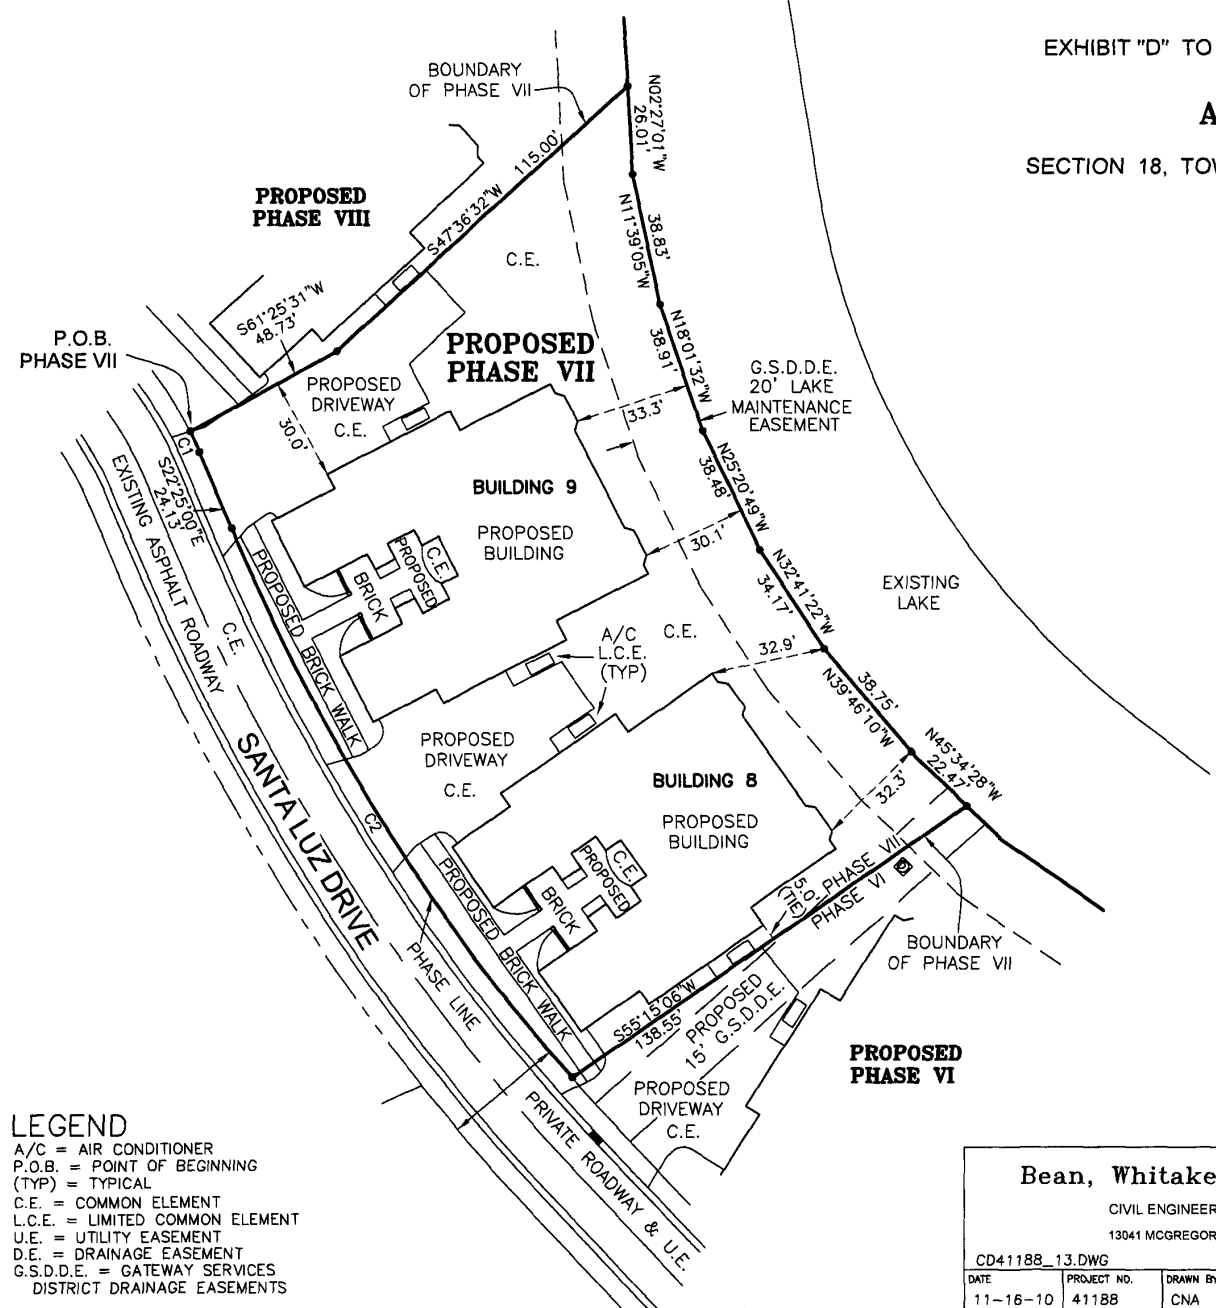 EXHIBIT "D" TO
A
SECTION 18, TOW
BOUNDARY
OF PHASE VII
N02°27'01"W
26.01'
115.00'
S47°36'32"W
PROPOSED
PHASE VIII
N11°39'05"W
38.83'
C.E.
S61°25'31"W
48.73'
P.O.B.
PHASE VII
PROPOSED
PHASE VII
N18°01'32"W
38.91'
G.S.D.D.E.
20' LAKE
MAINTENANCE
EASEMENT
PROPOSED
DRIVEWAY
C.E.
30.0'
33.3'
C1
S22°25'00"E
24.13'
N25°20'49"W
38.48'
EXISTING ASPHALT ROADWAY
C.E.
BUILDING 9
PROPOSED
BUILDING
30.1'
C.E.
PROPOSED
BRICK
PROPOSED BRICK WALK
N32°41'22"W
34.17'
EXISTING
LAKE
A/C
L.C.E.
(TYP)
C.E.
32.9'
N39°46'10"W
38.75'
SANTA LUZ DRIVE
PROPOSED
DRIVEWAY
C.E.
C2
BUILDING 8
PROPOSED
BUILDING
32.3'
N45°34'28"W
22.47'
C.E.
PROPOSED
BRICK
PROPOSED BRICK WALK
5.0'
(TIE)
PHASE VII
PHASE VI
D
BOUNDARY
OF PHASE VII
PHASE LINE
S55°15'06"W
138.55'
PROPOSED
15' G.S.D.D.E.
PROPOSED
PHASE VI
PROPOSED
DRIVEWAY
C.E.
PRIVATE ROADWAY & U.E.
LEGEND
A/C = AIR CONDITIONER
P.O.B. = POINT OF BEGINNING
(TYP) = TYPICAL
C.E. = COMMON ELEMENT
L.C.E. = LIMITED COMMON ELEMENT
U.E. = UTILITY EASEMENT
D.E. = DRAINAGE EASEMENT
G.S.D.D.E. = GATEWAY SERVICES
DISTRICT DRAINAGE EASEMENTS
Bean, Whitake
CIVIL ENGINEER
13041 MCGREGOR
CD41188_13.DWG
DATE
PROJECT NO.
DRAWN BY
11-16-10
41188
CNA